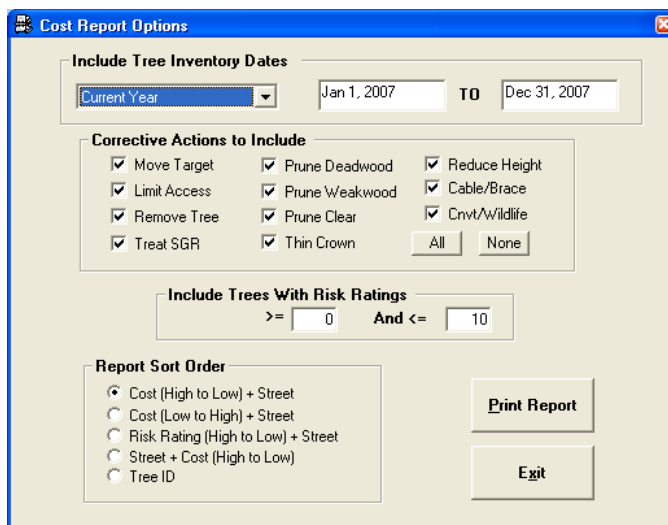 Cost Report Options
Include Tree Inventory Dates
Current Year Jan 1, 2007 TO Dec 31, 2007
Corrective Actions to Include
Move Target Prune Deadwood Reduce Height
Limit Access Prune Weakwood Cable/Brace
Remove Tree Prune Clear Cnvt/Wildlife
Treat SGR Thin Crown All None
Include Trees With Risk Ratings
>= 0 And <= 10
Report Sort Order
Cost (High to Low) + Street
Cost (Low to High) + Street
Risk Rating (High to Low) + Street
Street + Cost (High to Low)
Tree ID
Print Report
Exit